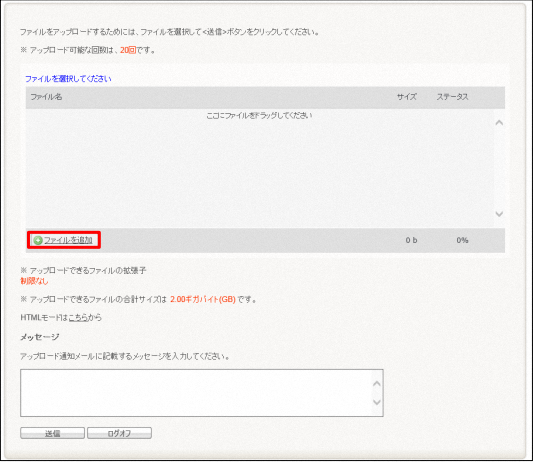 ファイルをアップロードするためには、ファイルを選択して<送信>ボタンをクリックしてください。
※ アップロード可能な回数は、20回です。
ファイルを選択してください
ファイル名 サイズ ステータス
ここにファイルをドラッグしてください
ファイルを追加 0 b 0%
※ アップロードできるファイルの拡張子
制限なし
※ アップロードできるファイルの合計サイズは 2.00ギガバイト(GB) です。
HTMLモードはこちらから
メッセージ
アップロード通知メールに記載するメッセージを入力してください。
送信 ログオフ